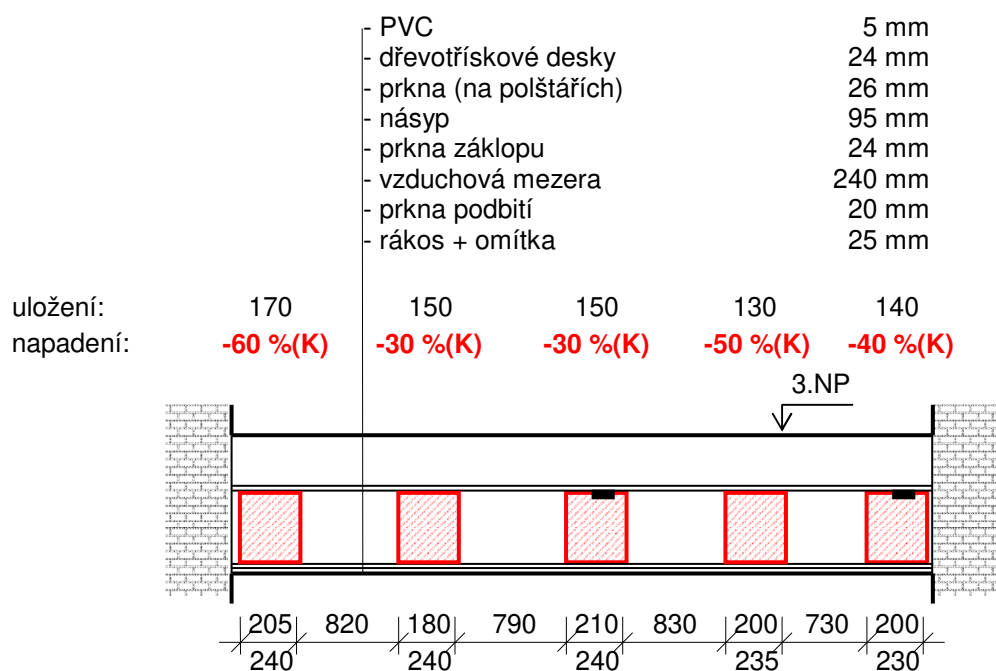 - PVC 5 mm
- dřevotřískové desky 24 mm
- prkna (na polštářích) 26 mm
- násyp 95 mm
- prkna záklopu 24 mm
- vzduchová mezera 240 mm
- prkna podbití 20 mm
- rákos + omítka 25 mm
uložení: 170 150 150 130 140
napadení: -60 %(K) -30 %(K) -30 %(K) -50 %(K) -40 %(K)
3.NP
205 820 180 790 210 830 200 730 200
240 240 240 235 230